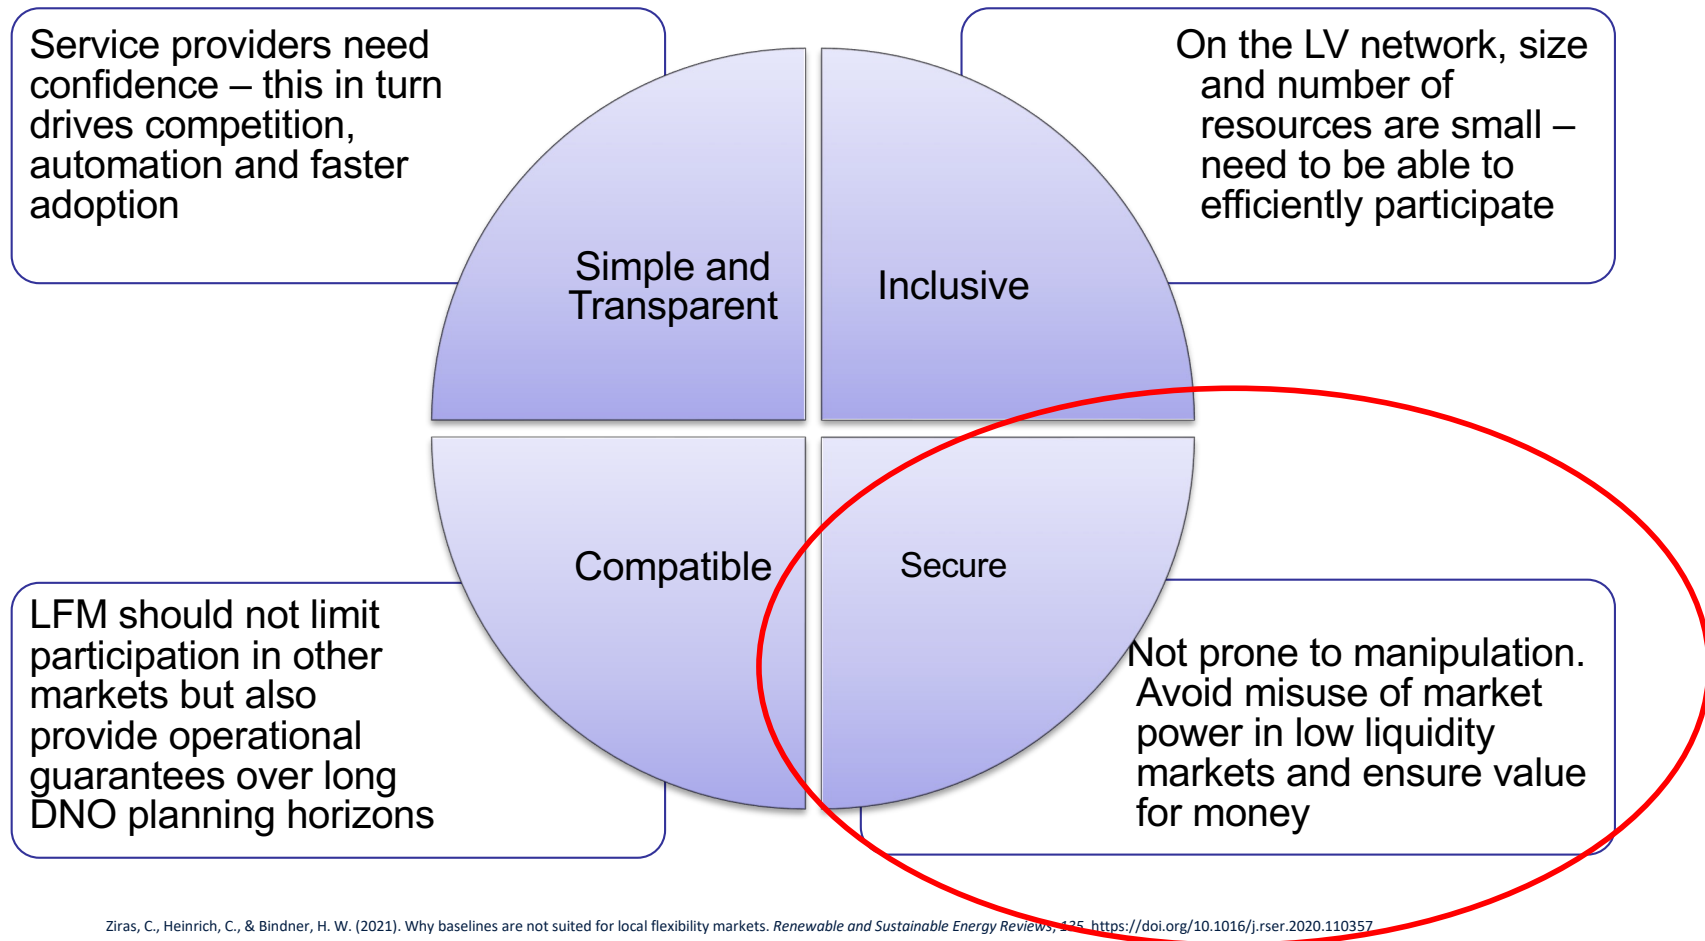 Service providers need
confidence – this in turn
drives competition,
automation and faster
adoption
On the LV network, size
and number of
resources are small –
need to be able to
efficiently participate
Simple and
Transparent
Inclusive
Compatible
Secure
LFM should not limit
participation in other
markets but also
provide operational
guarantees over long
DNO planning horizons
Not prone to manipulation.
Avoid misuse of market
power in low liquidity
markets and ensure value
for money
Ziras, C., Heinrich, C., & Bindner, H. W. (2021). Why baselines are not suited for local flexibility markets. Renewable and Sustainable Energy Reviews, 135. https://doi.org/10.1016/j.rser.2020.110357